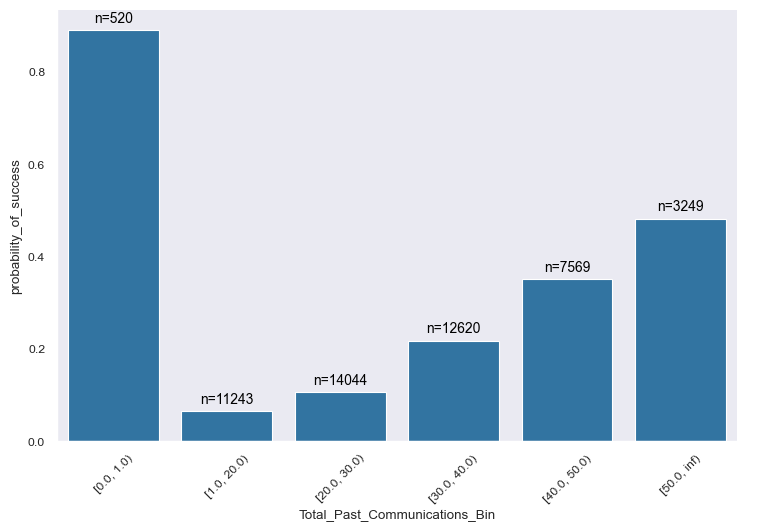 n=520
n=11243
n=14044
n=12620
n=7569
n=3249
probability_of_success
0.8
0.6
0.4
0.2
0.0
[0.0, 1.0)
[1.0, 20.0)
[20.0, 30.0)
[30.0, 40.0)
[40.0, 50.0)
[50.0, inf)
Total_Past_Communications_Bin